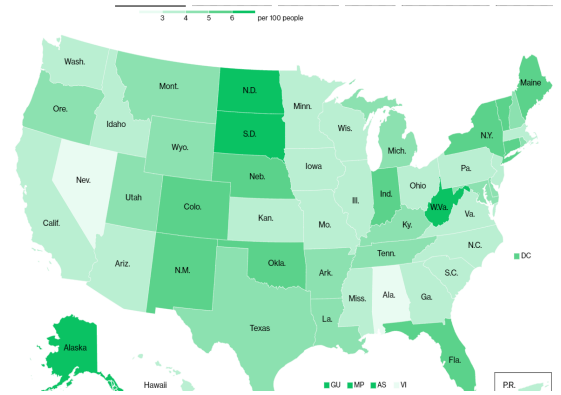 3 4 5 6 per 100 people
Wash.
Mont.
N.D.
Minn.
Maine
Ore.
Idaho
S.D.
Wis.
Mich.
N.Y.
Wyo.
Iowa
Neb.
Pa.
Nev.
Utah
Colo.
Ill.
Ind.
Ohio
W.Va.
Va.
Calif.
Kan.
Mo.
Ky.
N.C.
Ariz.
N.M.
Okla.
Ark.
Tenn.
S.C.
DC
Miss.
Ala.
Ga.
Texas
La.
Alaska
Fla.
Hawaii
GU MP AS VI
P.R.